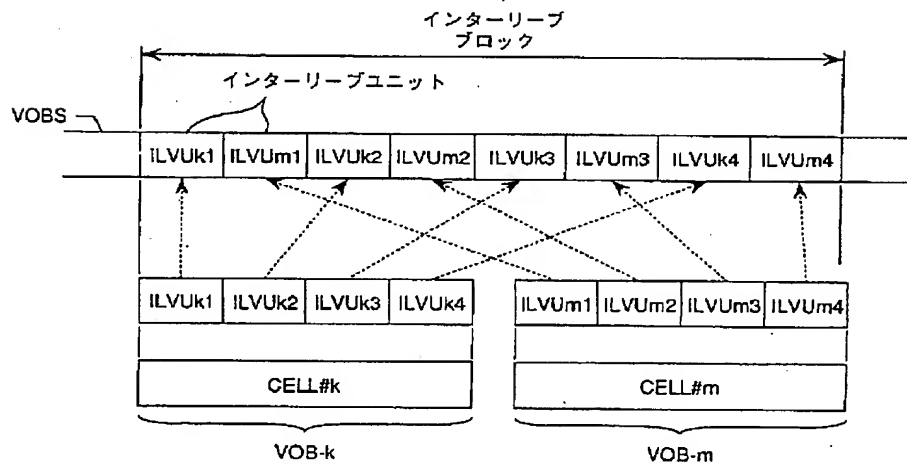 インターリーブ
ブロック
インターリーブユニット
VOBS
ILVUk1 ILVUm1 ILVUk2 ILVUm2 ILVUk3 ILVUm3 ILVUk4 ILVUm4
ILVUk1 ILVUk2 ILVUk3 ILVUk4 ILVUm1 ILVUm2 ILVUm3 ILVUm4
CELL#k CELL#m
VOB-k VOB-m